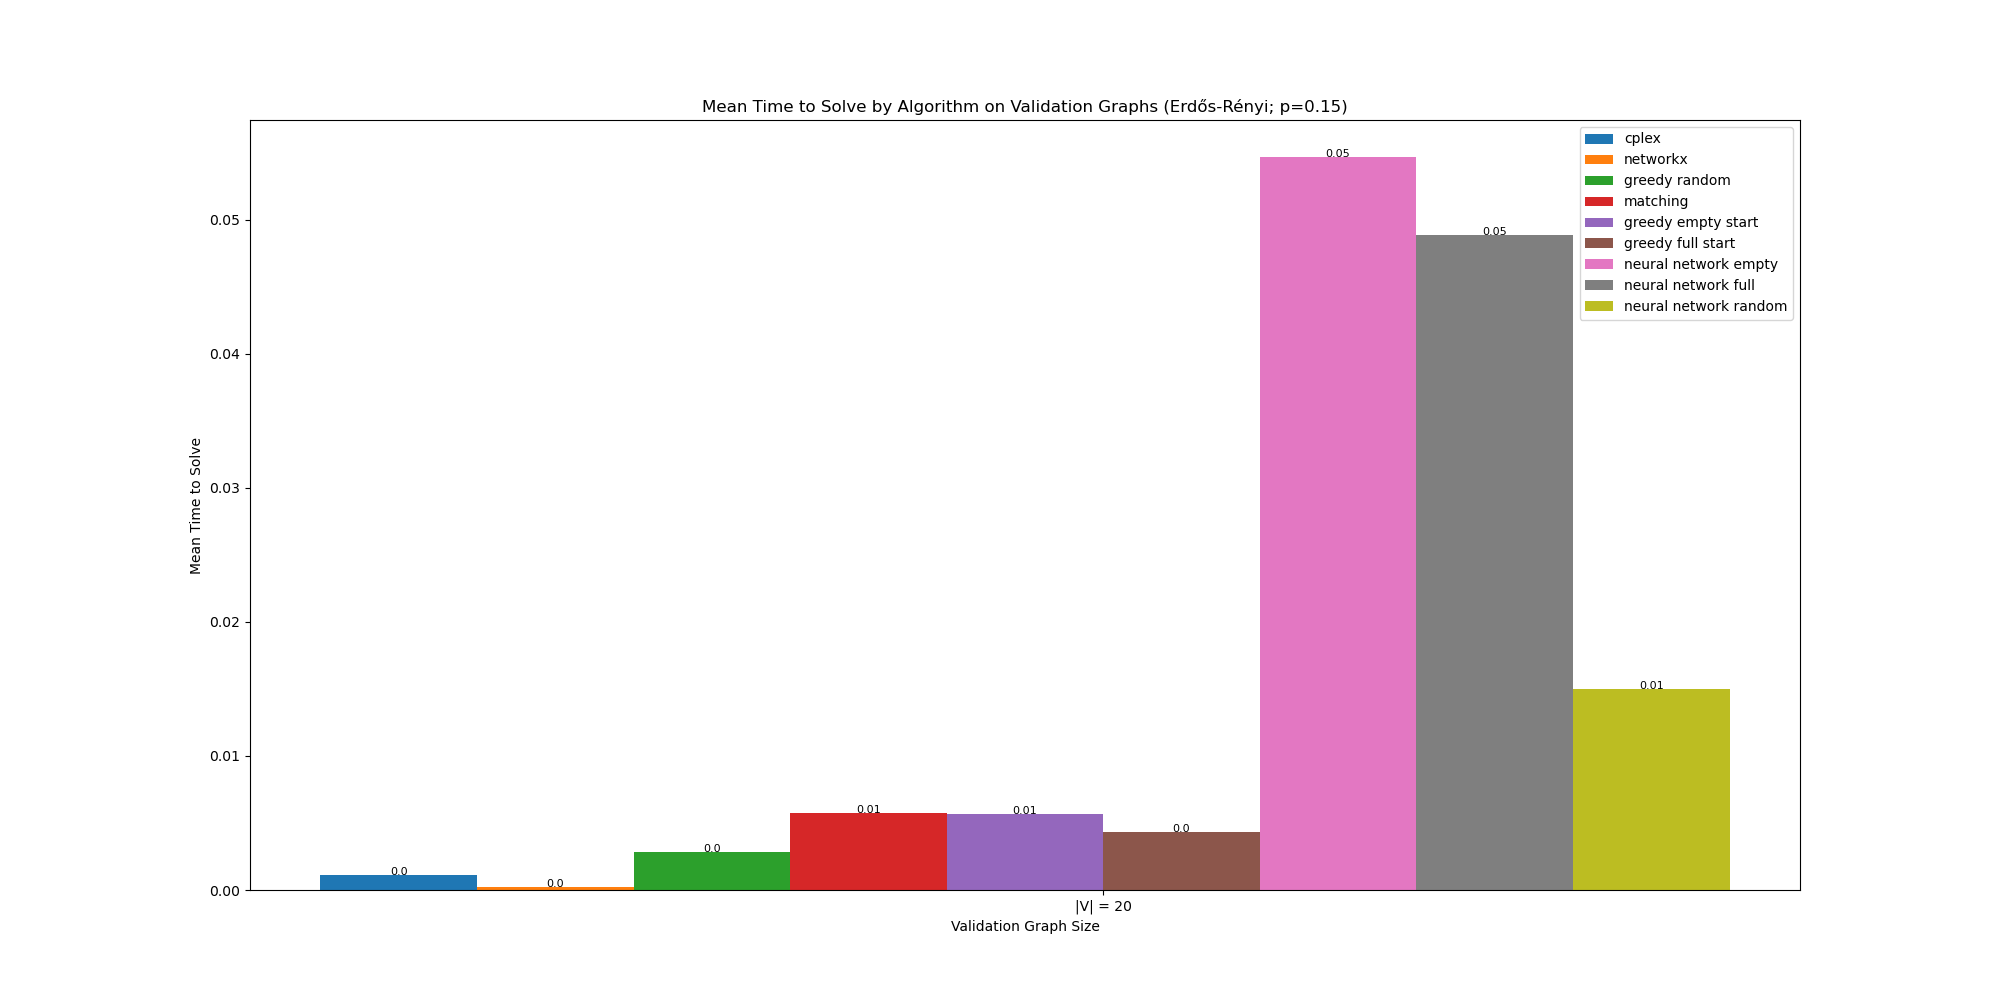 Mean Time to Solve by Algorithm on Validation Graphs (Erdős-Rényi; p=0.15)
cplex
networkx
greedy random
matching
greedy empty start
greedy full start
neural network empty
neural network full
neural network random
Mean Time to Solve
0.05
0.04
0.03
0.02
0.01
0.00
0.0
0.0
0.0
0.01
0.01
0.0
0.05
0.05
0.01
|V| = 20
Validation Graph Size